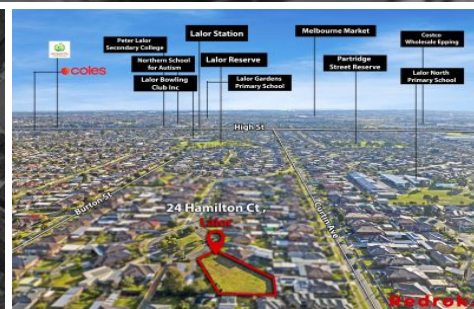 Peter Lalor
Secondary College
Lalor Station
Melbourne Market
Costco
Wholesale Epping
coles
Northern School
for Autism
Lalor Reserve
Partridge
Street Reserve
Lalor Bowling
Club Inc
Lalor Gardens
Primary School
Lalor North
Primary School
High St
Burton St
Curtin Ave
24 Hamilton Ct ,
Lalor
Redrok